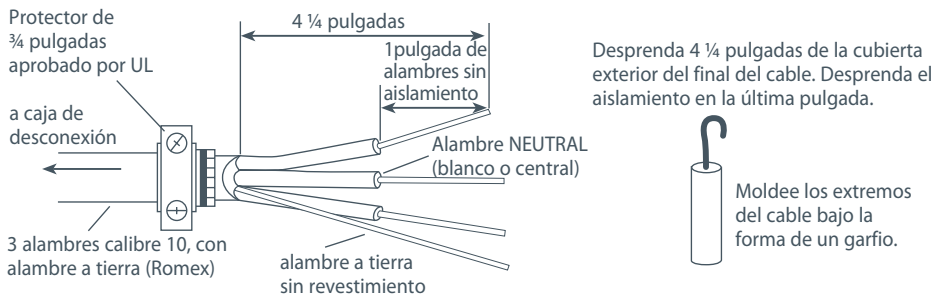 Protector de
¾ pulgadas
aprobado por UL
a caja de
desconexión
3 alambres calibre 10, con
alambre a tierra (Romex)
4 ¼ pulgadas
1pulgada de
alambres sin
aislamiento
Alambre NEUTRAL
(blanco o central)
alambre a tierra
sin revestimiento
Desprenda 4 ¼ pulgadas de la cubierta
exterior del final del cable. Desprenda el
aislamiento en la última pulgada.
Moldee los extremos
del cable bajo la
forma de un garfio.